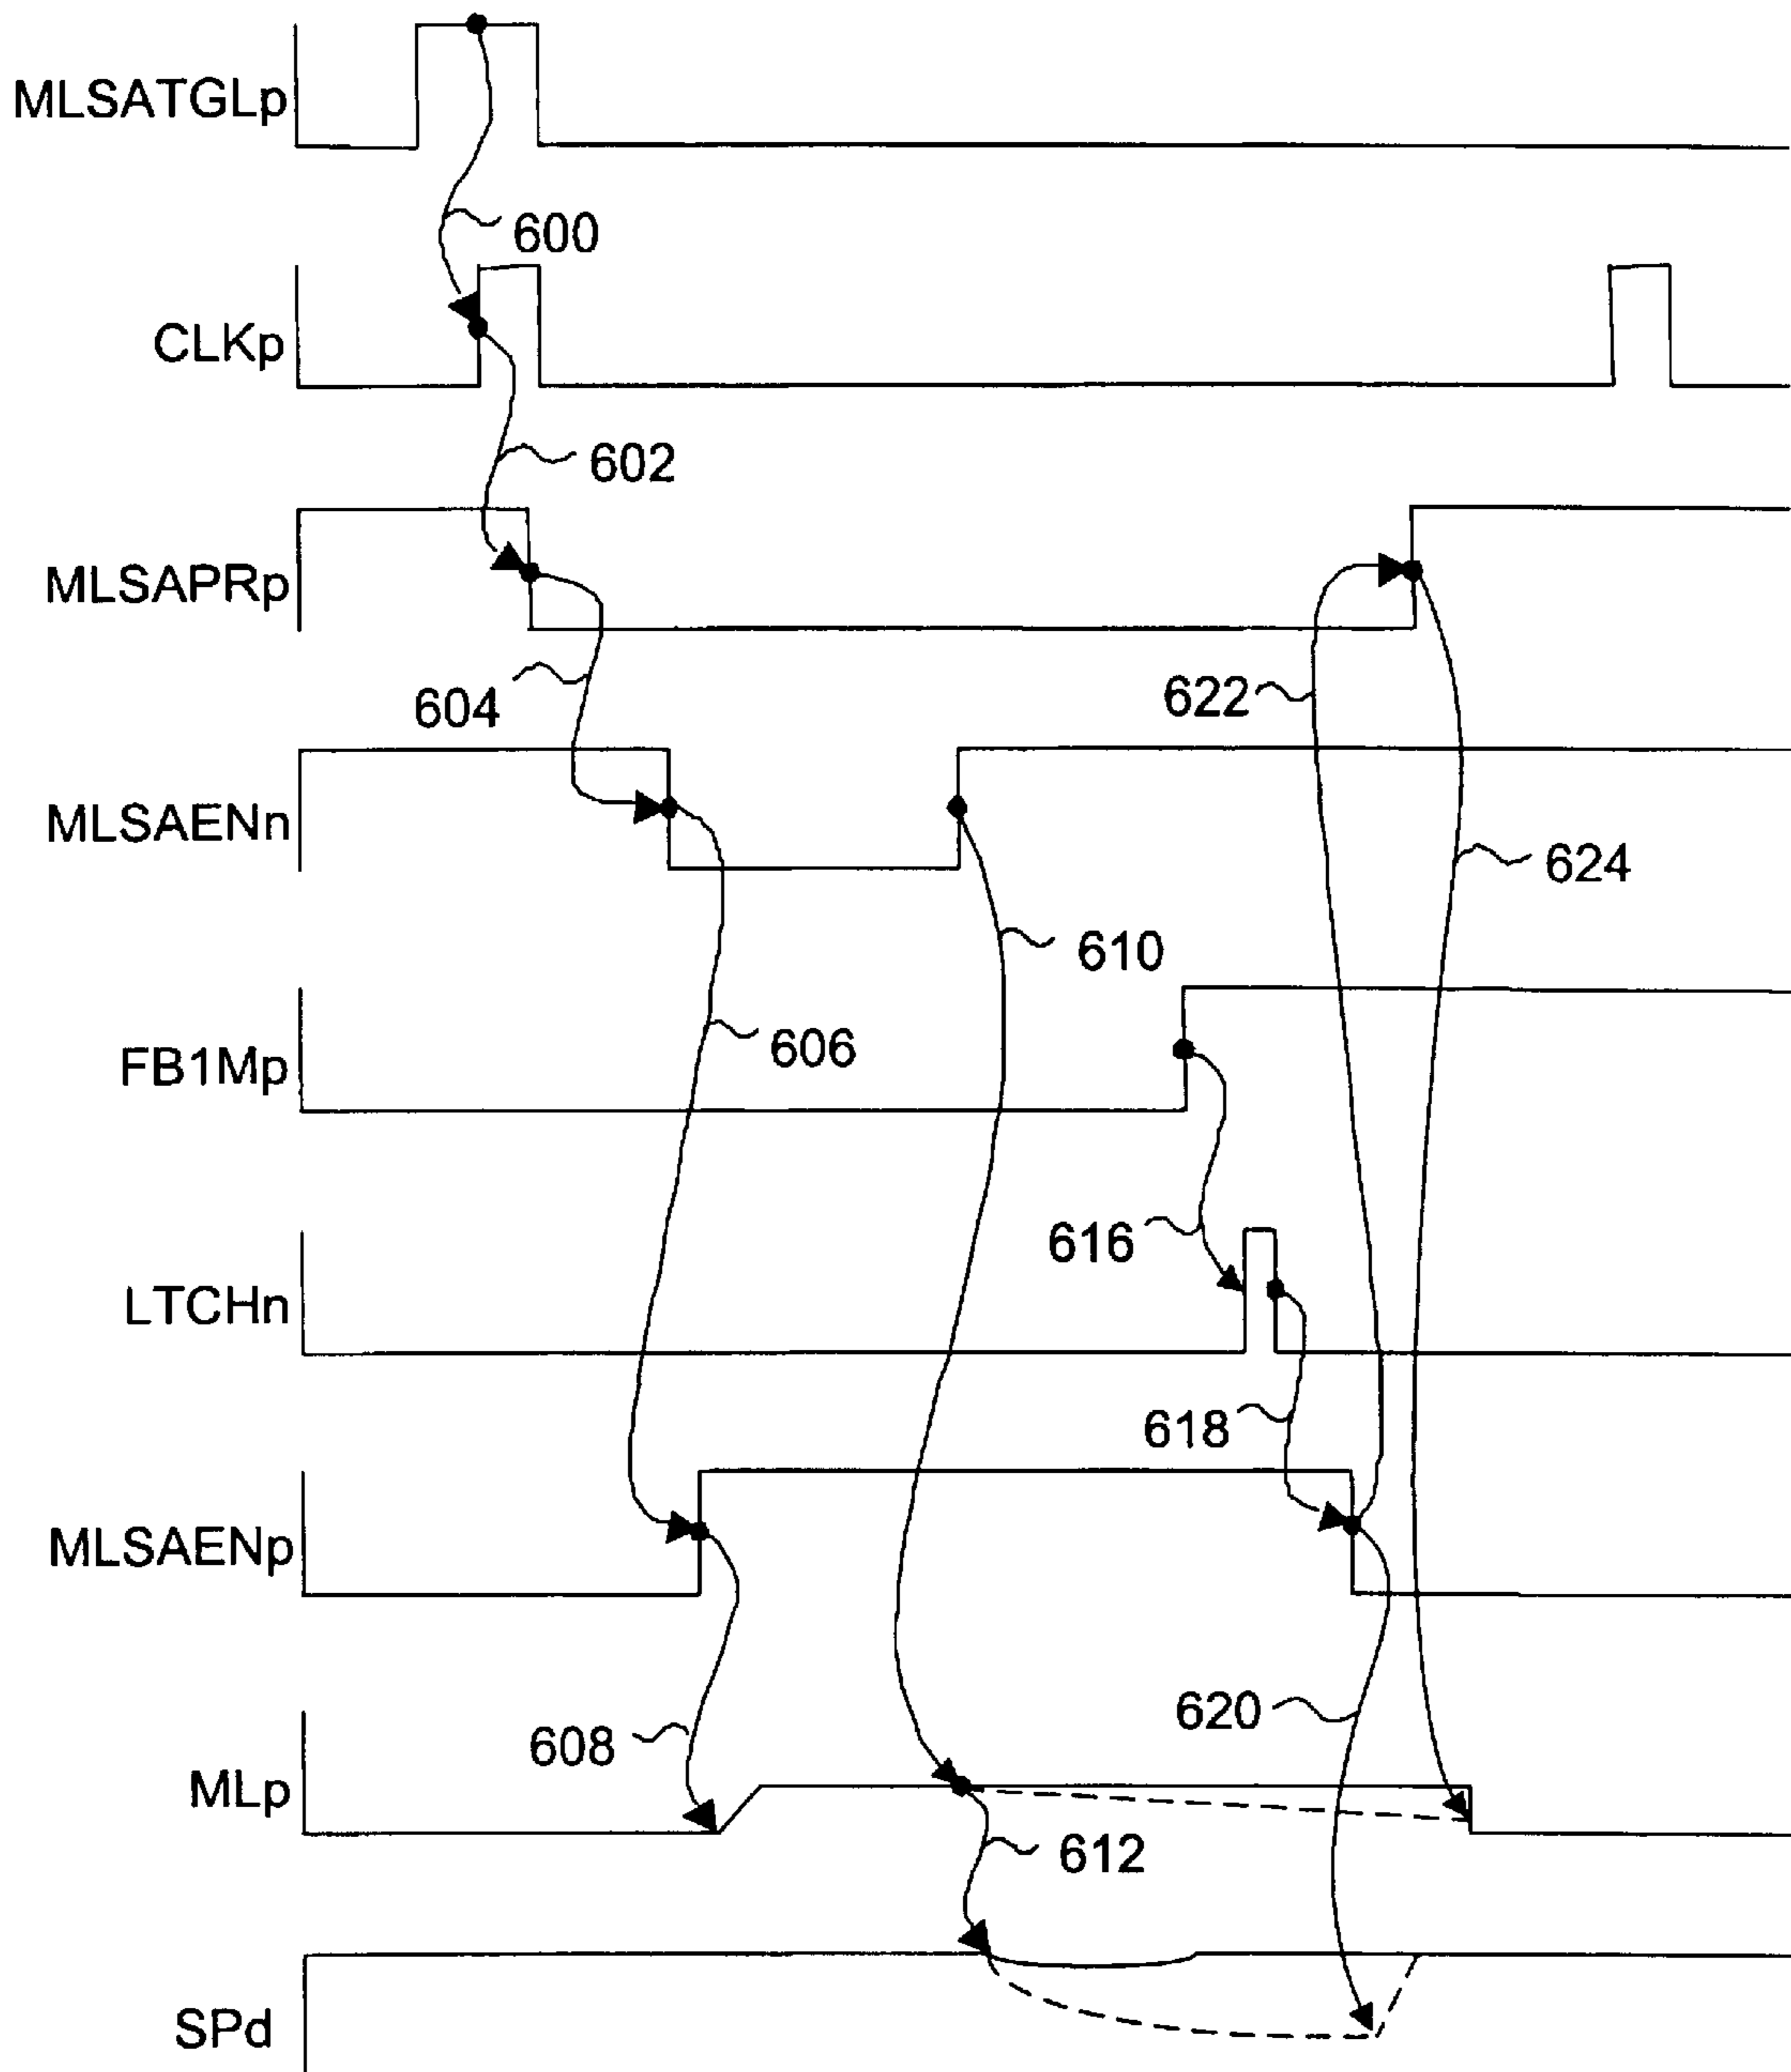 MLSATGLp
600
CLKp
602
MLSAPRp
604
622
MLSAENn
624
610
FB1Mp
606
616
LTCHn
618
MLSAENp
620
608
MLp
612
SPd